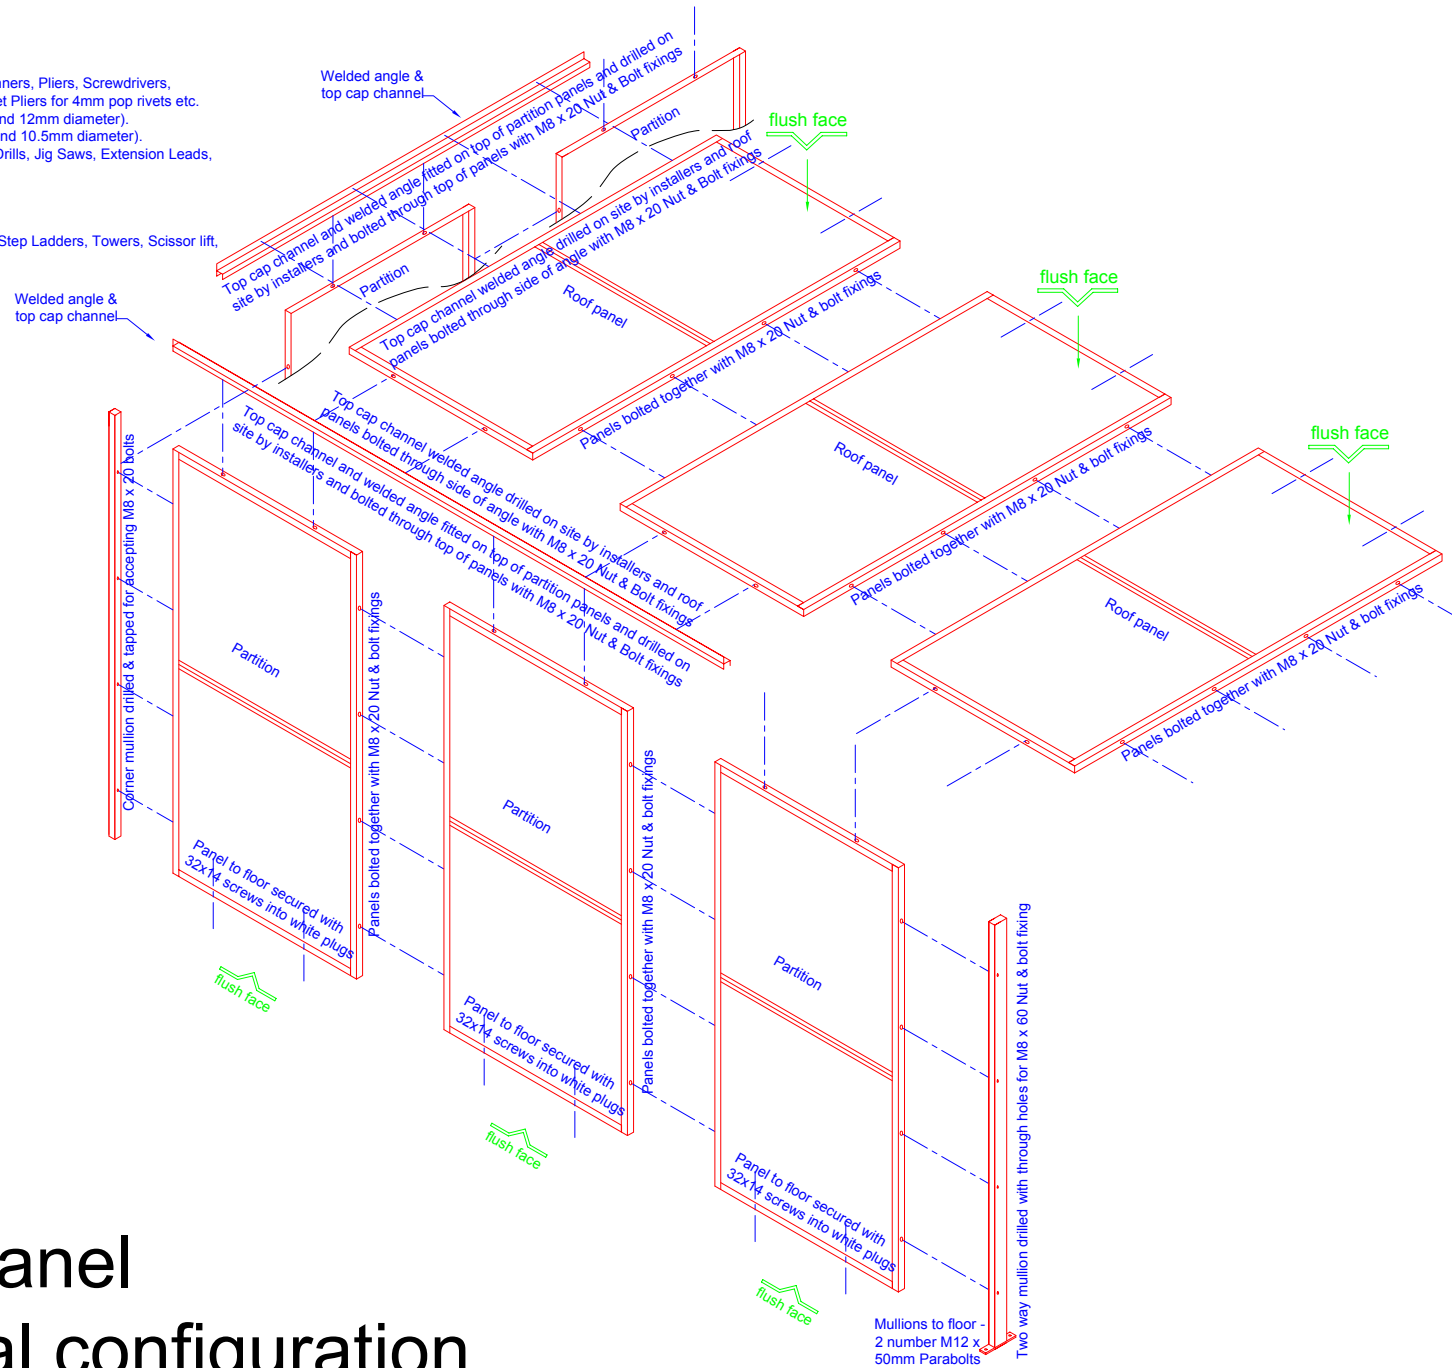 ners, Pliers, Screwdrivers,
et Pliers for 4mm pop rivets etc.
nd 12mm diameter).
nd 10.5mm diameter).
Drills, Jig Saws, Extension Leads,
Step Ladders, Towers, Scissor lift,
Welded angle &
top cap channel
Welded angle &
top cap channel
Top cap channel and welded angle fitted on top of partition panels and drilled on
site by installers and bolted through top of panels with M8 x 20 Nut & Bolt fixings
Partition
Partition
Top cap channel welded angle drilled on site by installers and roof
panels bolted through side of angle with M8 x 20 Nut & Bolt fixings
flush face
Roof panel
Panels bolted together with M8 x 20 Nut & bolt fixings
flush face
Roof panel
Panels bolted together with M8 x 20 Nut & bolt fixings
flush face
Roof panel
Panels bolted together with M8 x 20 Nut & bolt fixings
Top cap channel welded angle drilled on site by installers and roof
panels bolted through side of angle with M8 x 20 Nut & Bolt fixings
Top cap channel and welded angle fitted on top of partition panels and drilled on
site by installers and bolted through top of panels with M8 x 20 Nut & Bolt fixings
Corner mullion drilled & tapped for accepting M8 x 20 bolts
Partition
Panel to floor secured with
32x14 screws into white plugs
flush face
Panels bolted together with M8 x 20 Nut & bolt fixings
Partition
Panel to floor secured with
32x14 screws into white plugs
flush face
Panels bolted together with M8 x 20 Nut & bolt fixings
Partition
Panel to floor secured with
32x14 screws into white plugs
flush face
Two way mullion drilled with through holes for M8 x 60 Nut & bolt fixing
Mullions to floor -
2 number M12 x
50mm Parabolts
anel
al configuration